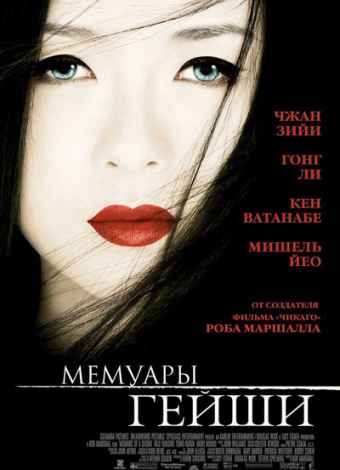 ЧЖАН
ЗИЙИ
ГОНГ
ЛИ
КЕН
ВАТАНАБЕ
МИШЕЛЬ
ЙЕО
ОТ СОЗДАТЕЛЯ
ФИЛЬМА «ЧИКАГО»
РОБА МАРШАЛЛА
МЕМУАРЫ
ГЕЙШИ